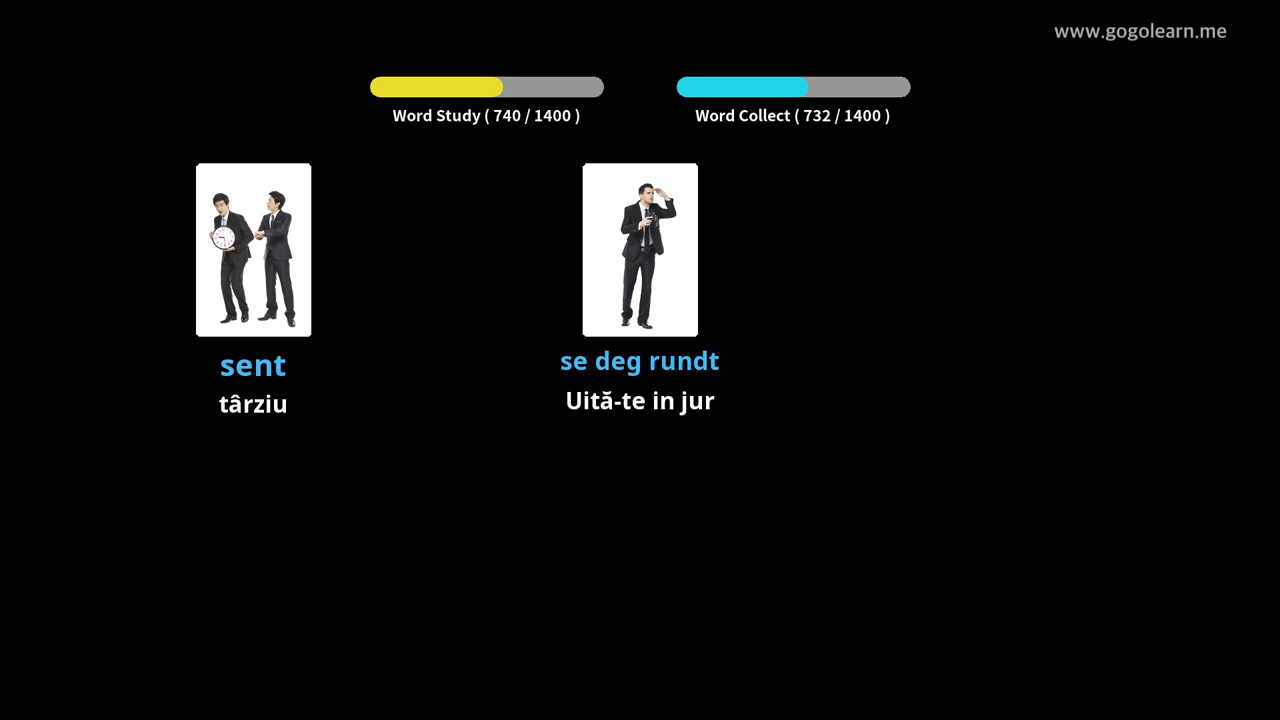 www.gogolearn.me
Word Study ( 740 / 1400 )
Word Collect ( 732 / 1400 )
sent
târziu
se deg rundt
Uită-te in jur